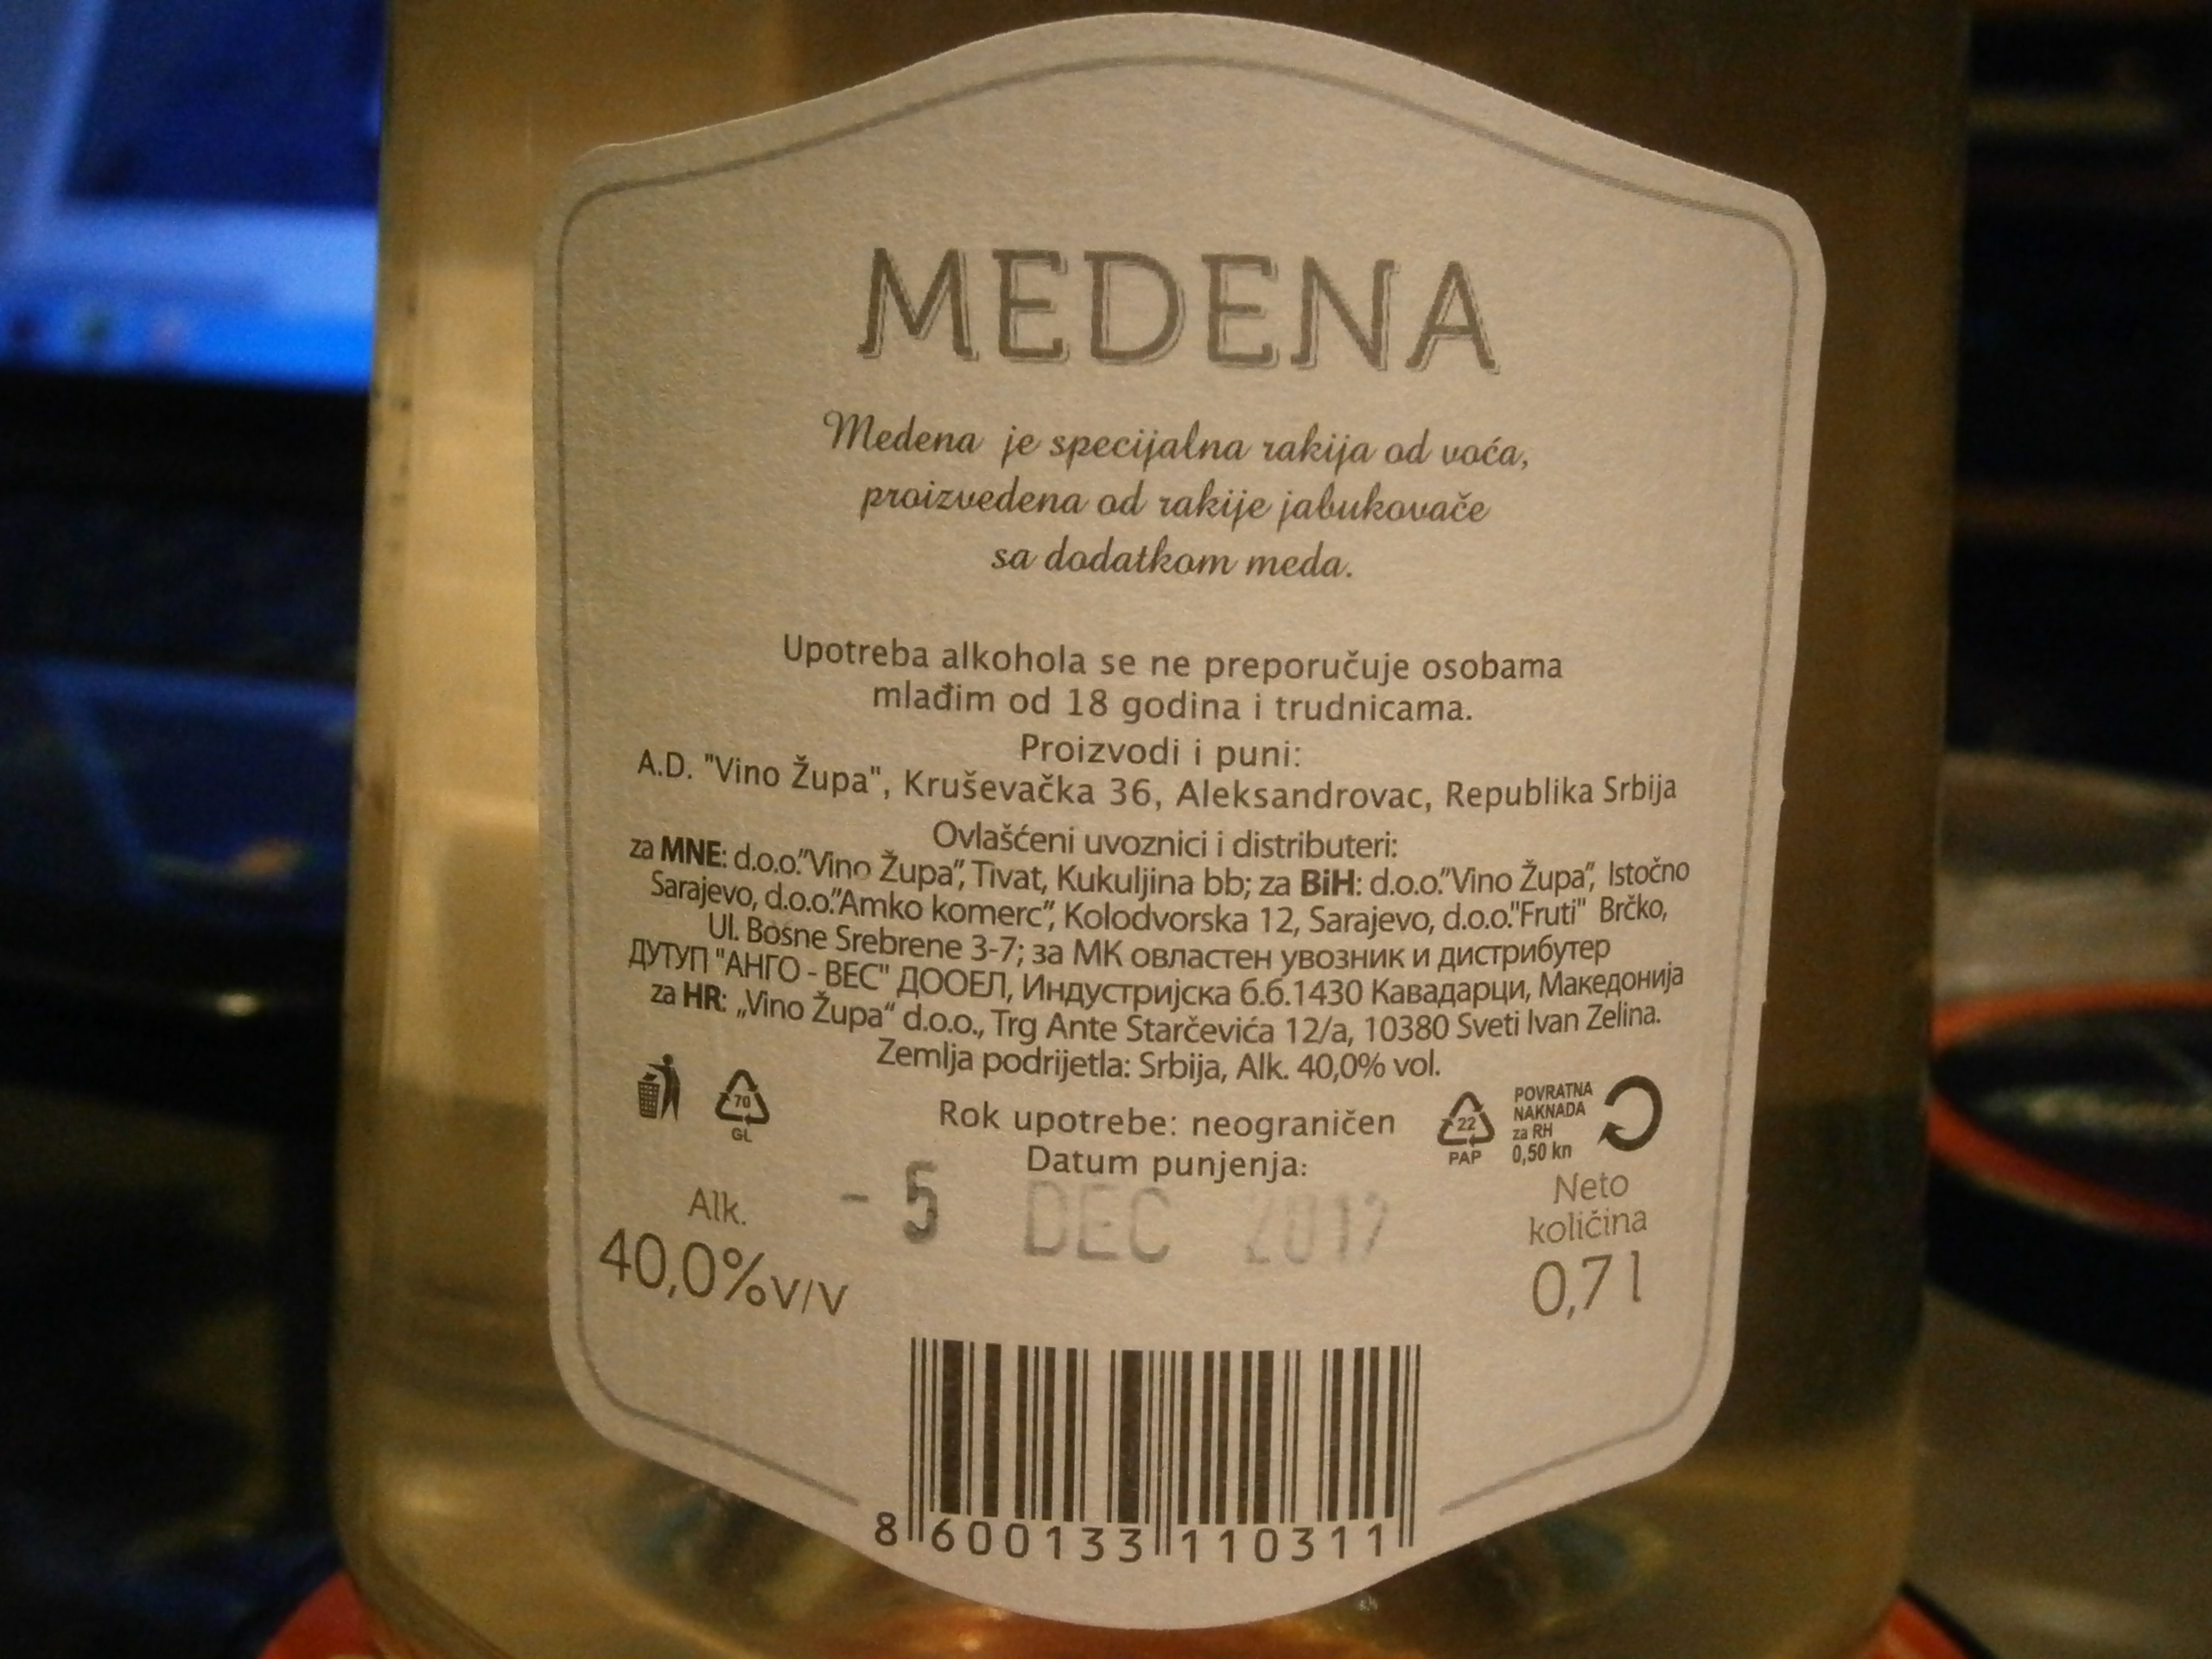 MEDENA
Medena je specijalna rakija od voća,
proizvedena od rakije jabukovače
sa dodatkom meda.
Upotreba alkohola se ne preporučuje osobama
mlađim od 18 godina i trudnicama.
Proizvodi i puni:
A.D. "Vino Župa", Kruševačka 36, Aleksandrovac, Republika Srbija
Ovlašćeni uvoznici i distributeri:
za MNE: d.o.o."Vino Župa", Tivat, Kukuljina bb; za BiH: d.o.o."Vino Župa", Istočno
Sarajevo, d.o.o."Amko komerc", Kolodvorska 12, Sarajevo, d.o.o."Fruti" Brčko,
Ul. Bosne Srebrene 3-7; за МК овластен увозник и дистрибутер
ДУТУП "АНГО - ВЕС" ДООЕЛ, Индустријска б.б.1430 Кавадарци, Македонија
za HR: „Vino Župa“ d.o.o., Trg Ante Starčevića 12/a, 10380 Sveti Ivan Zelina.
Zemlja podrijetla: Srbija, Alk. 40,0% vol.
70
GL
Rok upotrebe: neograničen
22
PAP
POVRATNA
NAKNADA
za RH
0,50 kn
Datum punjenja:
- 5 DEC 2017
Alk.
40,0%v/v
Neto
količina
0,7 l
8 600133 110311